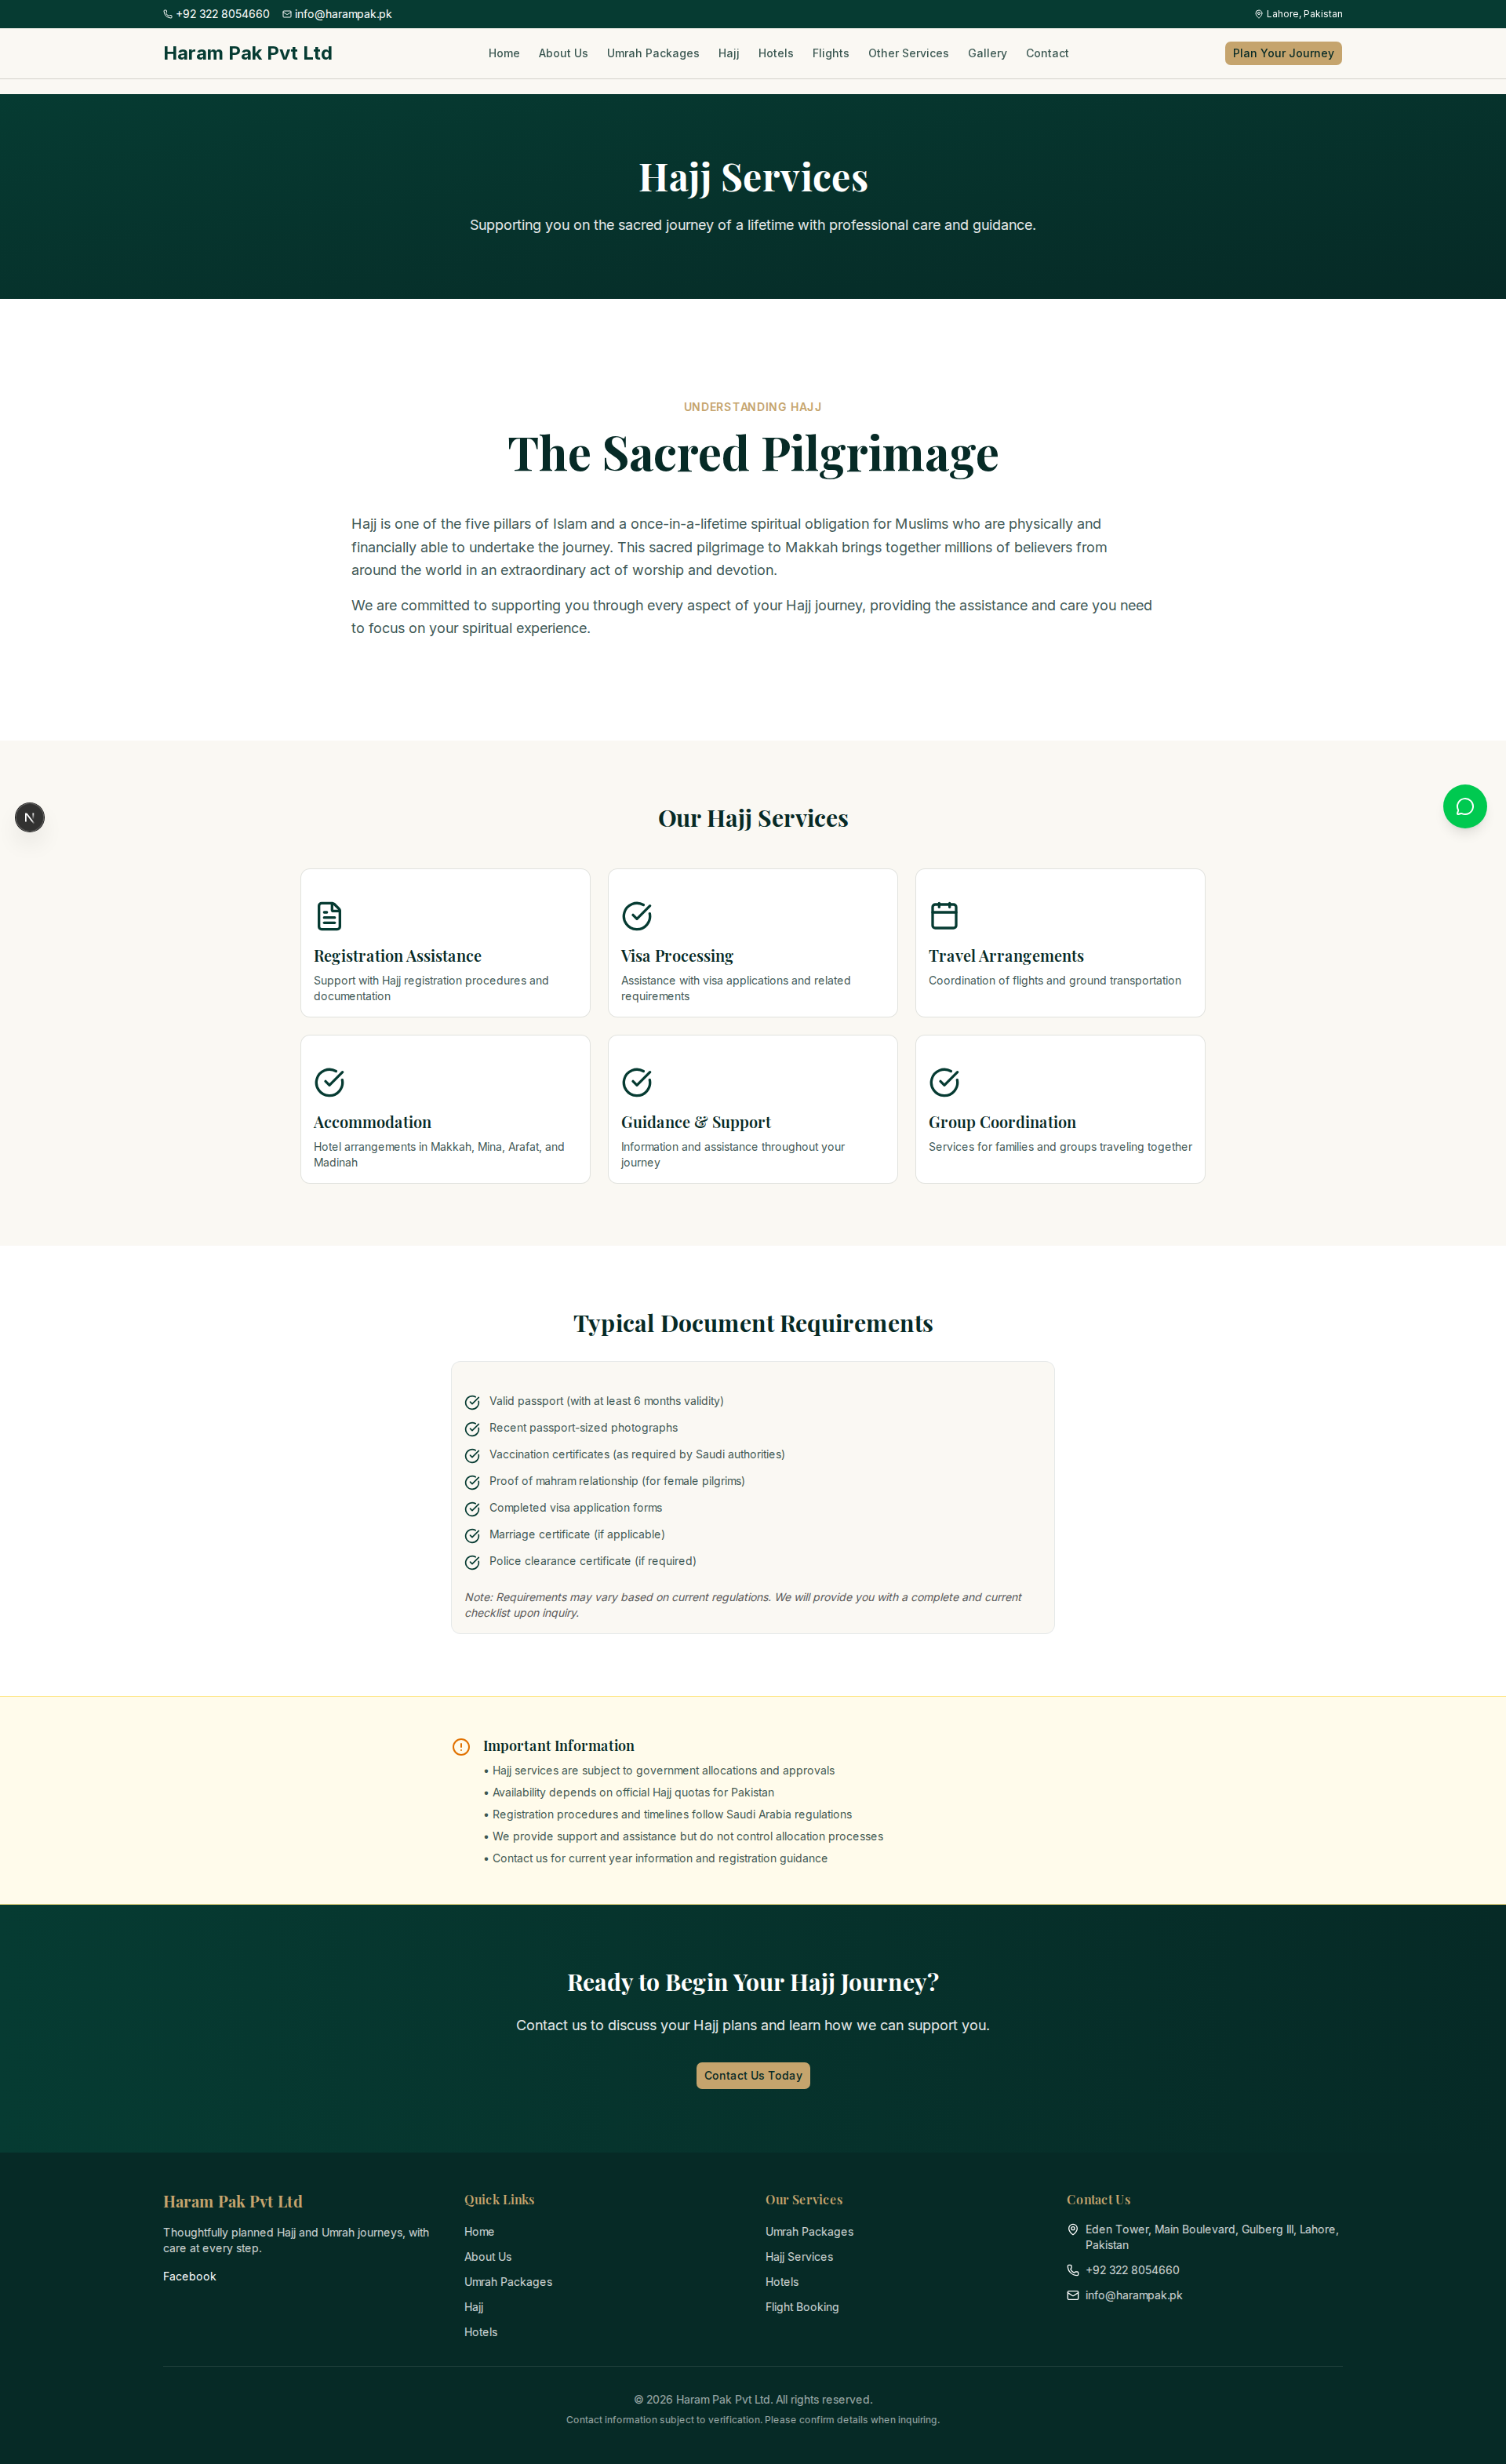 +92 322 8054660 info@harampak.pk Lahore, Pakistan
Haram Pak Pvt Ltd Home About Us Umrah Packages Hajj Hotels Flights Other Services Gallery Contact Plan Your Journey
Hajj Services
Supporting you on the sacred journey of a lifetime with professional care and guidance.
UNDERSTANDING HAJJ
The Sacred Pilgrimage
Hajj is one of the five pillars of Islam and a once-in-a-lifetime spiritual obligation for Muslims who are physically and
financially able to undertake the journey. This sacred pilgrimage to Makkah brings together millions of believers from
around the world in an extraordinary act of worship and devotion.
We are committed to supporting you through every aspect of your Hajj journey, providing the assistance and care you need
to focus on your spiritual experience.
N
Our Hajj Services
Registration Assistance
Support with Hajj registration procedures and
documentation
Visa Processing
Assistance with visa applications and related
requirements
Travel Arrangements
Coordination of flights and ground transportation
Accommodation
Hotel arrangements in Makkah, Mina, Arafat, and
Madinah
Guidance & Support
Information and assistance throughout your
journey
Group Coordination
Services for families and groups traveling together
Typical Document Requirements
Valid passport (with at least 6 months validity)
Recent passport-sized photographs
Vaccination certificates (as required by Saudi authorities)
Proof of mahram relationship (for female pilgrims)
Completed visa application forms
Marriage certificate (if applicable)
Police clearance certificate (if required)
Note: Requirements may vary based on current regulations. We will provide you with a complete and current
checklist upon inquiry.
Important Information
• Hajj services are subject to government allocations and approvals
• Availability depends on official Hajj quotas for Pakistan
• Registration procedures and timelines follow Saudi Arabia regulations
• We provide support and assistance but do not control allocation processes
• Contact us for current year information and registration guidance
Ready to Begin Your Hajj Journey?
Contact us to discuss your Hajj plans and learn how we can support you.
Contact Us Today
Haram Pak Pvt Ltd
Thoughtfully planned Hajj and Umrah journeys, with
care at every step.
Facebook
Quick Links
Home
About Us
Umrah Packages
Hajj
Hotels
Our Services
Umrah Packages
Hajj Services
Hotels
Flight Booking
Contact Us
Eden Tower, Main Boulevard, Gulberg III, Lahore,
Pakistan
+92 322 8054660
info@harampak.pk
© 2026 Haram Pak Pvt Ltd. All rights reserved.
Contact information subject to verification. Please confirm details when inquiring.